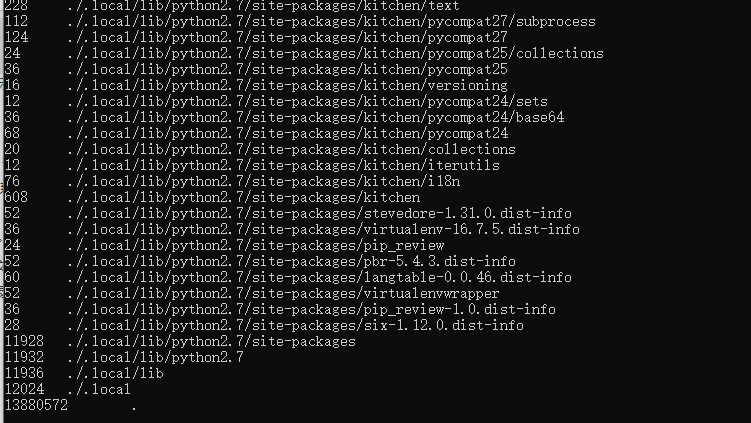 228 ./.local/lib/python2.7/site-packages/kitchen/text
112 ./.local/lib/python2.7/site-packages/kitchen/pycompat27/subprocess
124 ./.local/lib/python2.7/site-packages/kitchen/pycompat27
24 ./.local/lib/python2.7/site-packages/kitchen/pycompat25/collections
36 ./.local/lib/python2.7/site-packages/kitchen/pycompat25
16 ./.local/lib/python2.7/site-packages/kitchen/versioning
12 ./.local/lib/python2.7/site-packages/kitchen/pycompat24/sets
36 ./.local/lib/python2.7/site-packages/kitchen/pycompat24/base64
68 ./.local/lib/python2.7/site-packages/kitchen/pycompat24
20 ./.local/lib/python2.7/site-packages/kitchen/collections
12 ./.local/lib/python2.7/site-packages/kitchen/iterutils
76 ./.local/lib/python2.7/site-packages/kitchen/i18n
608 ./.local/lib/python2.7/site-packages/kitchen
52 ./.local/lib/python2.7/site-packages/stevedore-1.31.0.dist-info
36 ./.local/lib/python2.7/site-packages/virtualenv-16.7.5.dist-info
24 ./.local/lib/python2.7/site-packages/pip_review
52 ./.local/lib/python2.7/site-packages/pbr-5.4.3.dist-info
60 ./.local/lib/python2.7/site-packages/langtable-0.0.46.dist-info
52 ./.local/lib/python2.7/site-packages/virtualenvwrapper
36 ./.local/lib/python2.7/site-packages/pip_review-1.0.dist-info
28 ./.local/lib/python2.7/site-packages/six-1.12.0.dist-info
11928 ./.local/lib/python2.7/site-packages
11932 ./.local/lib/python2.7
11936 ./.local/lib
12024 ./.local
13880572 .